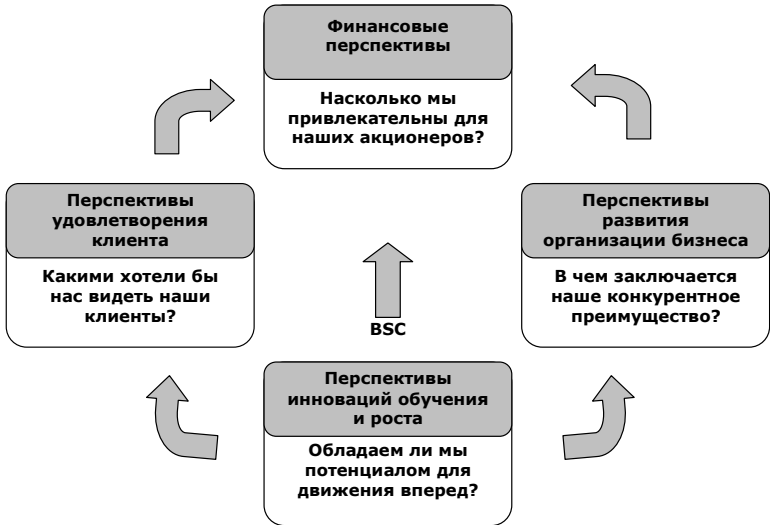 Финансовые
перспективы
Насколько мы
привлекательны для
наших акционеров?
Перспективы
удовлетворения
клиента
Какими хотели бы
нас видеть наши
клиенты?
Перспективы
развития
организации бизнеса
В чем заключается
наше конкурентное
преимущество?
BSC
Перспективы
инноваций обучения
и роста
Обладаем ли мы
потенциалом для
движения вперед?